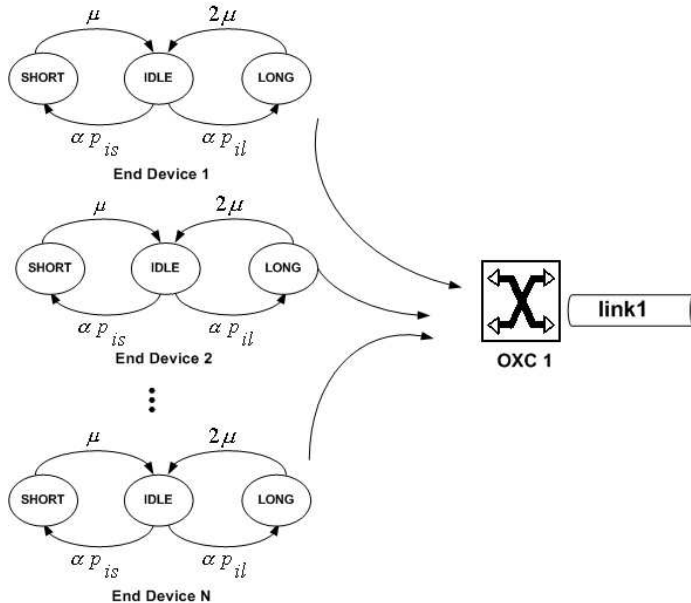 μ 2μ
SHORT IDLE LONG
α p_is α p_il
End Device 1
μ 2μ
SHORT IDLE LONG
α p_is α p_il
End Device 2
link1
OXC 1
μ 2μ
SHORT IDLE LONG
α p_is α p_il
End Device N